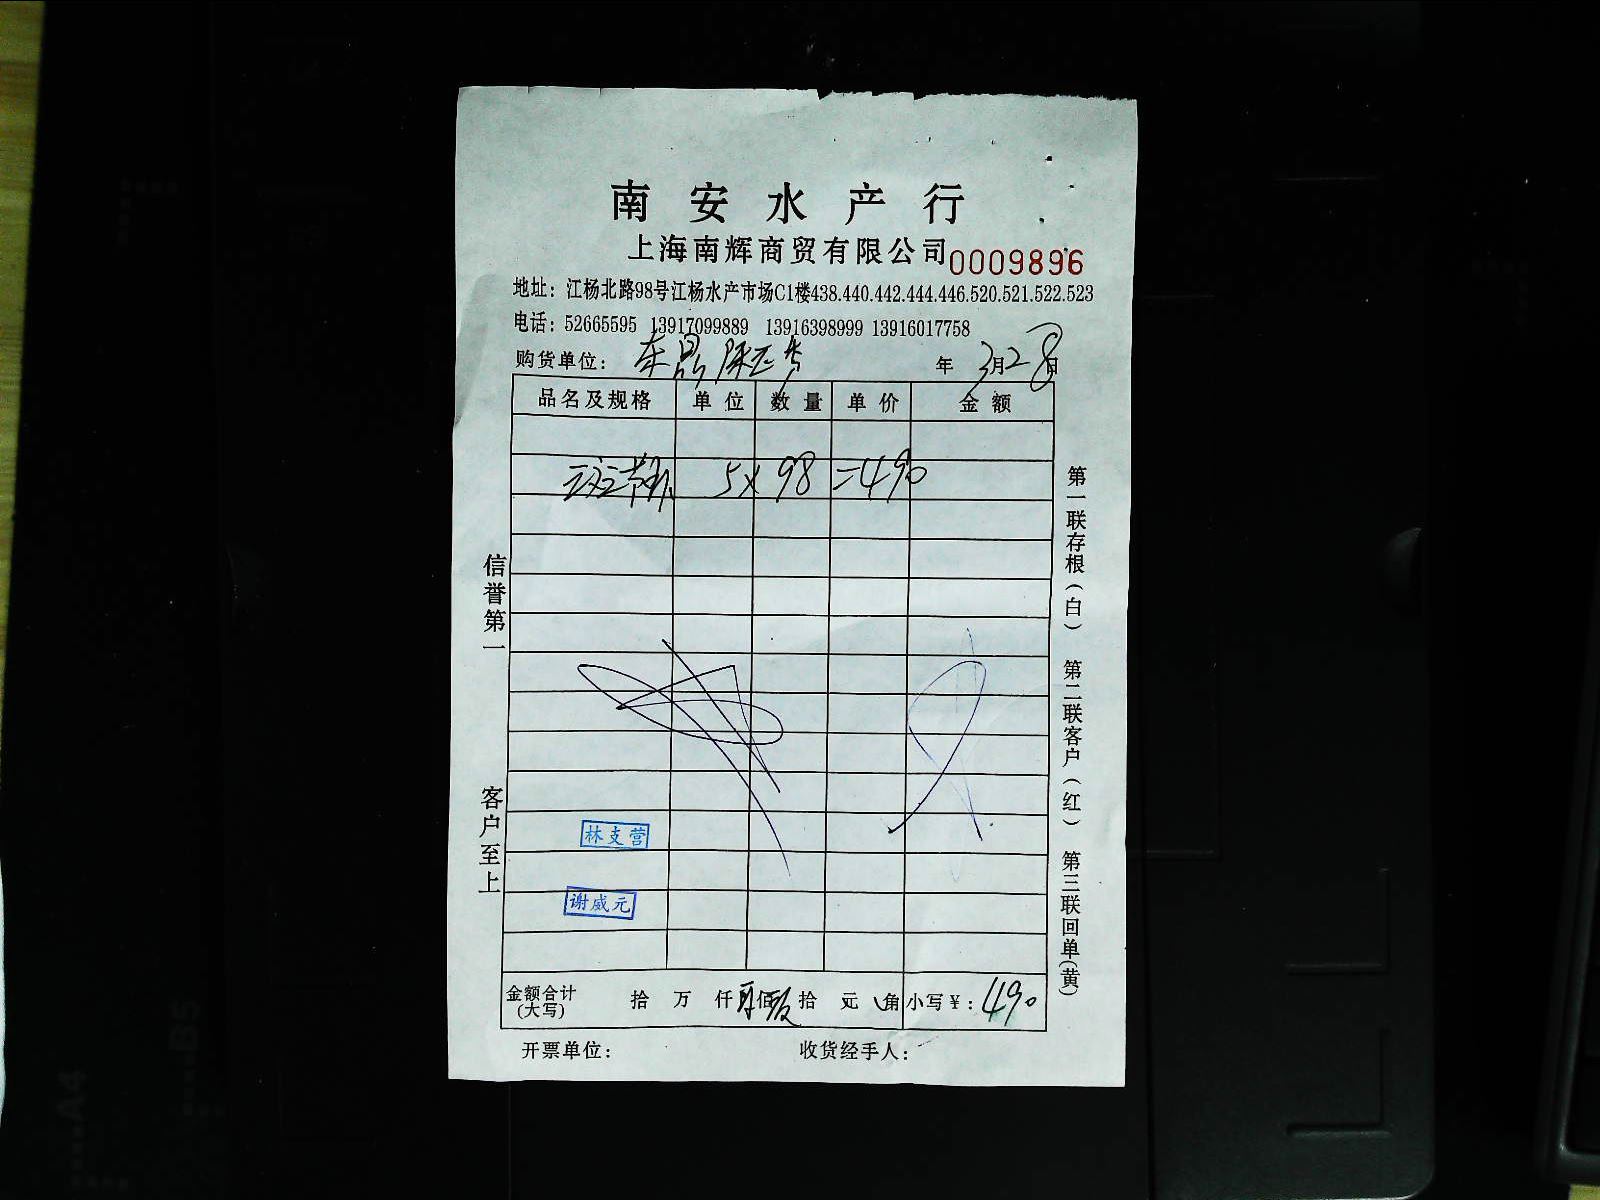 南安水产行
上海南辉商贸有限公司 0009896
地址：江杨北路98号江杨水产市场C1楼438.440.442.444.446.520.521.522.523
电话：52665595 13917099889 13916398999 13916017758
购货单位： 年 3月28日
品名及规格 单位 数量 单价 金额
斑节虾 5×98=490
信誉第一
客户至上
第一联存根（白）
第二联客户（红）
第三联回单(黄)
林支营
谢威元
金额合计(大写) 拾 万 仟 佰 拾 元 角 小写￥：490
开票单位： 收货经手人：